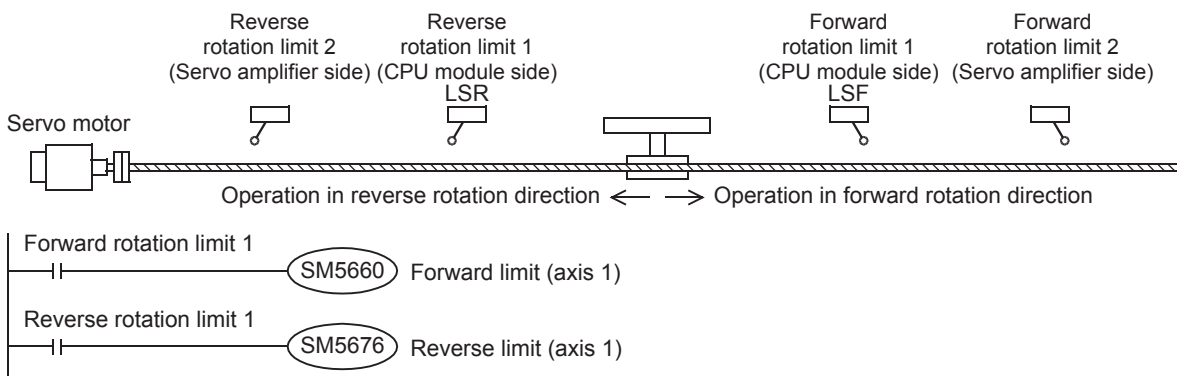 Reverse
rotation limit 2
(Servo amplifier side)
Reverse
rotation limit 1
(CPU module side)
LSR
Forward
rotation limit 1
(CPU module side)
LSF
Forward
rotation limit 2
(Servo amplifier side)
Servo motor
Operation in reverse rotation direction
Operation in forward rotation direction
Forward rotation limit 1
SM5660 Forward limit (axis 1)
Reverse rotation limit 1
SM5676 Reverse limit (axis 1)